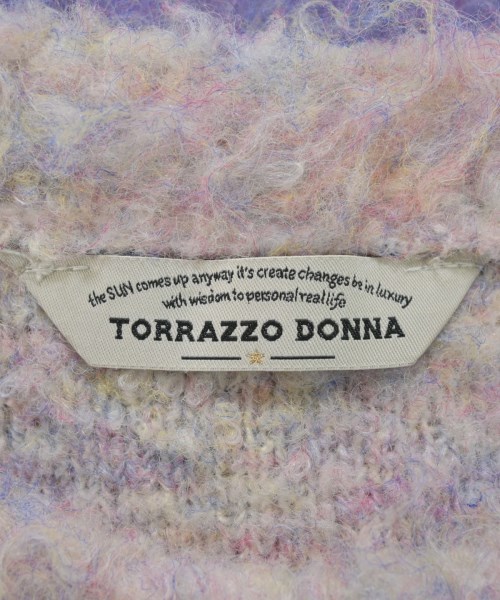 the SUN comes up anyway it's create changes be in luxury
with wisdom to personal real life
TORRAZZO DONNA